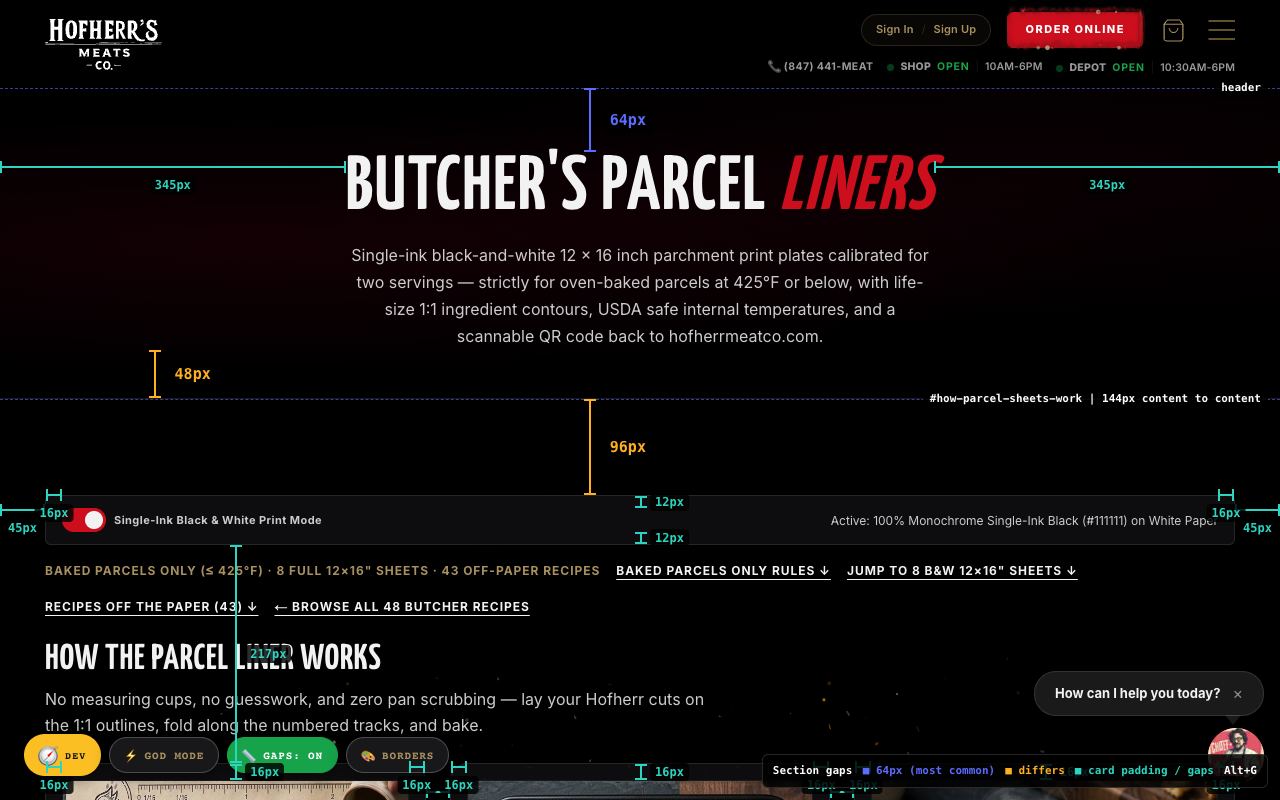 HOFHERR'S
MEATS
CO.
Sign In / Sign Up
ORDER ONLINE
(847) 441-MEAT SHOP OPEN 10AM-6PM DEPOT OPEN 10:30AM-6PM
header
64px
345px
BUTCHER'S PARCEL LINERS
345px
Single-ink black-and-white 12 × 16 inch parchment print plates calibrated for
two servings — strictly for oven-baked parcels at 425°F or below, with life-
size 1:1 ingredient contours, USDA safe internal temperatures, and a
scannable QR code back to hofherrmeatco.com.
48px
#how-parcel-sheets-work | 144px content to content
96px
12px
16px
16px
45px
45px
Single-Ink Black & White Print Mode
Active: 100% Monochrome Single-Ink Black (#111111) on White Paper
12px
BAKED PARCELS ONLY (≤ 425°F) · 8 FULL 12×16" SHEETS · 43 OFF-PAPER RECIPES BAKED PARCELS ONLY RULES ↓ JUMP TO 8 B&W 12×16" SHEETS ↓
RECIPES OFF THE PAPER (43) ↓ ← BROWSE ALL 48 BUTCHER RECIPES
HOW THE PARCEL LINER WORKS
217px
No measuring cups, no guesswork, and zero pan scrubbing — lay your Hofherr cuts on
the 1:1 outlines, fold along the numbered tracks, and bake.
How can I help you today? ×
DEV GOD MODE GAPS: ON BORDERS
Section gaps 64px (most common) differs card padding / gaps Alt+G
16px
16px
16px
16px
16px